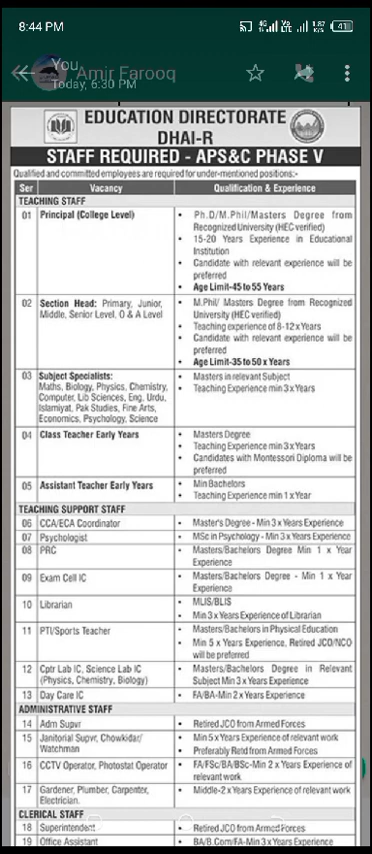 8:44 PM
4G
Vo LTE
4G
1.87 K/S
41
You
Amir Farooq
Today, 6:30 PM
EDUCATION DIRECTORATE
DHAI-R
STAFF REQUIRED - APS&C PHASE V
Qualified and committed employees are required for under-mentioned positions:-
Ser Vacancy Qualification & Experience
TEACHING STAFF
01 Principal (College Level)
• Ph.D/M.Phil/Masters Degree from
Recognized University (HEC verified)
• 15-20 Years Experience in Educational
Institution
• Candidate with relevant experience will be
preferred
• Age Limit-45 to 55 Years
02 Section Head: Primary, Junior,
Middle, Senior Level, O & A Level
• M.Phil/ Masters Degree from Recognized
University (HEC verified)
• Teaching experience of 8-12 x Years
• Candidate with relevant experience will be
preferred
• Age Limit-35 to 50 x Years
03 Subject Specialists:
Maths, Biology, Physics, Chemistry,
Computer, Lib Sciences, Eng, Urdu,
Islamiyat, Pak Studies, Fine Arts,
Economics, Psychology, Science
• Masters in relevant Subject
• Teaching Experience min 3 x Years
04 Class Teacher Early Years
• Masters Degree
• Teaching Experience min 3 x Years
• Candidates with Montessori Diploma will be
preferred
05 Assistant Teacher Early Years
• Min Bachelors
• Teaching Experience min 1 x Year
TEACHING SUPPORT STAFF
06 CCA/ECA Coordinator
• Master's Degree - Min 3 x Years Experience
07 Psychologist
• MSc in Psychology - Min 3 x Years Experience
08 PRC
• Masters/Bachelors Degree Min 1 x Year
Experience
09 Exam Cell IC
• Masters/Bachelors Degree - Min 1 x Year
Experience
10 Librarian
• MLIS/BLIS
• Min 3 x Years Experience of Librarian
11 PTI/Sports Teacher
• Masters/Bachelors in Physical Education
• Min 5 x Years Experience, Retired JCO/NCO
will be preferred
12 Cptr Lab IC, Science Lab IC
(Physics, Chemistry, Biology)
• Masters/Bachelors Degree in Relevant
Subject Min 3 x Years Experience
13 Day Care IC
• FA/BA-Min 2 x Years Experience
ADMINISTRATIVE STAFF
14 Adm Supvr
• Retired JCO from Armed Forces
15 Janitorial Supvr, Chowkidar/
Watchman
• Min 5 x Years Experience of relevant work
• Preferably Retd from Armed Forces
16 CCTV Operator, Photostat Operator
• FA/FSc/BA/BSc-Min 2 x Years Experience of
relevant work
17 Gardener, Plumber, Carpenter,
Electrician.
• Middle-2 x Years Experience of relevant work
CLERICAL STAFF
18 Superintendent
• Retired JCO from Armed Forces
19 Office Assistant
• BA/B.Com/FA-Min 3 x Years Experience